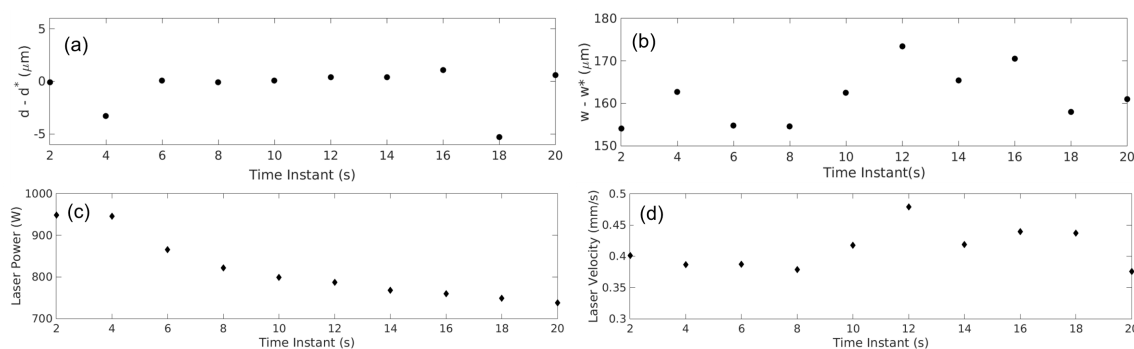 (a)
d - d* (μm)
5
0
-5
2 4 6 8 10 12 14 16 18 20
Time Instant (s)
(b)
w - w* (μm)
180
170
160
150
2 4 6 8 10 12 14 16 18 20
Time Instant(s)
(c)
Laser Power (W)
1000
900
800
700
2 4 6 8 10 12 14 16 18 20
Time Instant (s)
(d)
Laser Velocity (mm/s)
0.5
0.45
0.4
0.35
0.3
2 4 6 8 10 12 14 16 18 20
Time Instant (s)